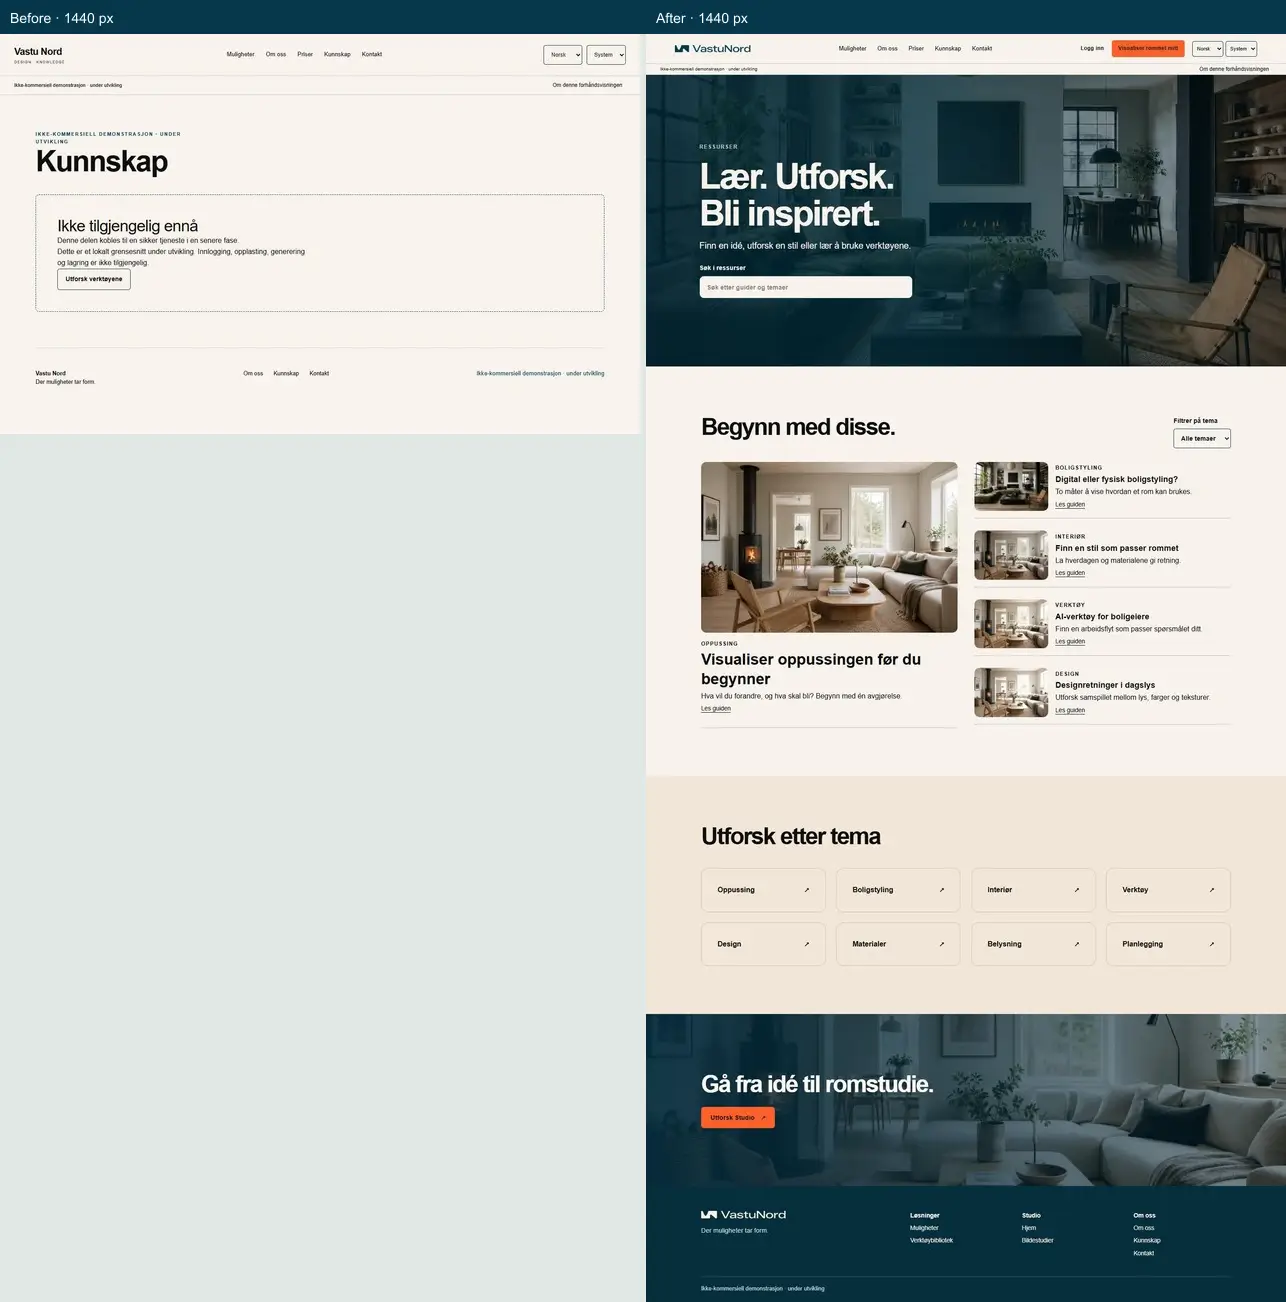 Before · 1440 px
Vastu Nord
DESIGN · KNOWLEDGE
Muligheter Om oss Priser Kunnskap Kontakt
Norsk System
Ikke-kommersiell demonstrasjon · under utvikling
Om denne forhåndsvisningen
IKKE-KOMMERSIELL DEMONSTRASJON · UNDER
UTVIKLING
Kunnskap
Ikke tilgjengelig ennå
Denne delen kobles til en sikker tjeneste i en senere fase.
Dette er et lokalt grensesnitt under utvikling. Innlogging, opplasting, generering
og lagring er ikke tilgjengelig.
Utforsk verktøyene
Vastu Nord
Der muligheter tar form.
Om oss Kunnskap Kontakt
Ikke-kommersiell demonstrasjon · under utvikling
After · 1440 px
VastuNord
Muligheter Om oss Priser Kunnskap Kontakt
Logg inn
Visualiser rommet mitt
Norsk System
Ikke-kommersiell demonstrasjon · under utvikling
Om denne forhåndsvisningen
RESSURSER
Lær. Utforsk.
Bli inspirert.
Finn en idé, utforsk en stil eller lær å bruke verktøyene.
Søk i ressurser
Søk etter guider og temaer
Begynn med disse.
Filtrer på tema
Alle temaer
OPPUSSING
Visualiser oppussingen før du
begynner
Hva vil du forandre, og hva skal bli? Begynn med én avgjørelse.
Les guiden
BOLIGSTYLING
Digital eller fysisk boligstyling?
To måter å vise hvordan et rom kan brukes.
Les guiden
INTERIØR
Finn en stil som passer rommet
La hverdagen og materialene gi retning.
Les guiden
VERKTØY
AI-verktøy for boligeiere
Finn en arbeidsflyt som passer spørsmålet ditt.
Les guiden
DESIGN
Designretninger i dagslys
Utforsk samspillet mellom lys, farger og teksturer.
Les guiden
Utforsk etter tema
Oppussing ↗ Boligstyling ↗ Interiør ↗ Verktøy ↗
Design ↗ Materialer ↗ Belysning ↗ Planlegging ↗
Gå fra idé til romstudie.
Utforsk Studio ↗
VastuNord
Der muligheter tar form.
Løsninger
Muligheter
Verktøybibliotek
Studio
Hjem
Bildestudier
Om oss
Om oss
Kunnskap
Kontakt
Ikke-kommersiell demonstrasjon · under utvikling